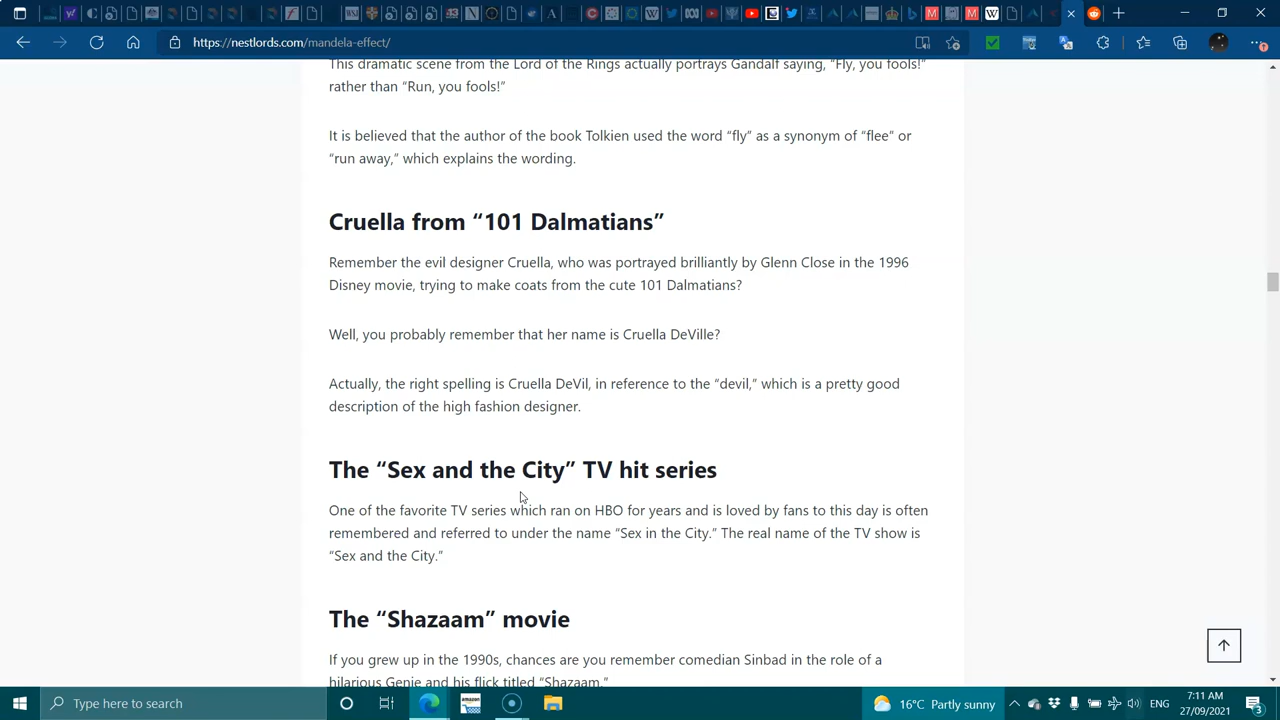 https://nestlords.com/mandela-effect/
This dramatic scene from the Lord of the Rings actually portrays Gandalf saying, “Fly, you fools!”
rather than “Run, you fools!”
It is believed that the author of the book Tolkien used the word “fly” as a synonym of “flee” or
“run away,” which explains the wording.
Cruella from “101 Dalmatians”
Remember the evil designer Cruella, who was portrayed brilliantly by Glenn Close in the 1996
Disney movie, trying to make coats from the cute 101 Dalmatians?
Well, you probably remember that her name is Cruella DeVille?
Actually, the right spelling is Cruella DeVil, in reference to the “devil,” which is a pretty good
description of the high fashion designer.
The “Sex and the City” TV hit series
One of the favorite TV series which ran on HBO for years and is loved by fans to this day is often
remembered and referred to under the name “Sex in the City.” The real name of the TV show is
“Sex and the City.”
The “Shazaam” movie
If you grew up in the 1990s, chances are you remember comedian Sinbad in the role of a
hilarious Genie and his flick titled “Shazaam.”
Type here to search
16°C Partly sunny
ENG
7:11 AM
27/09/2021
3